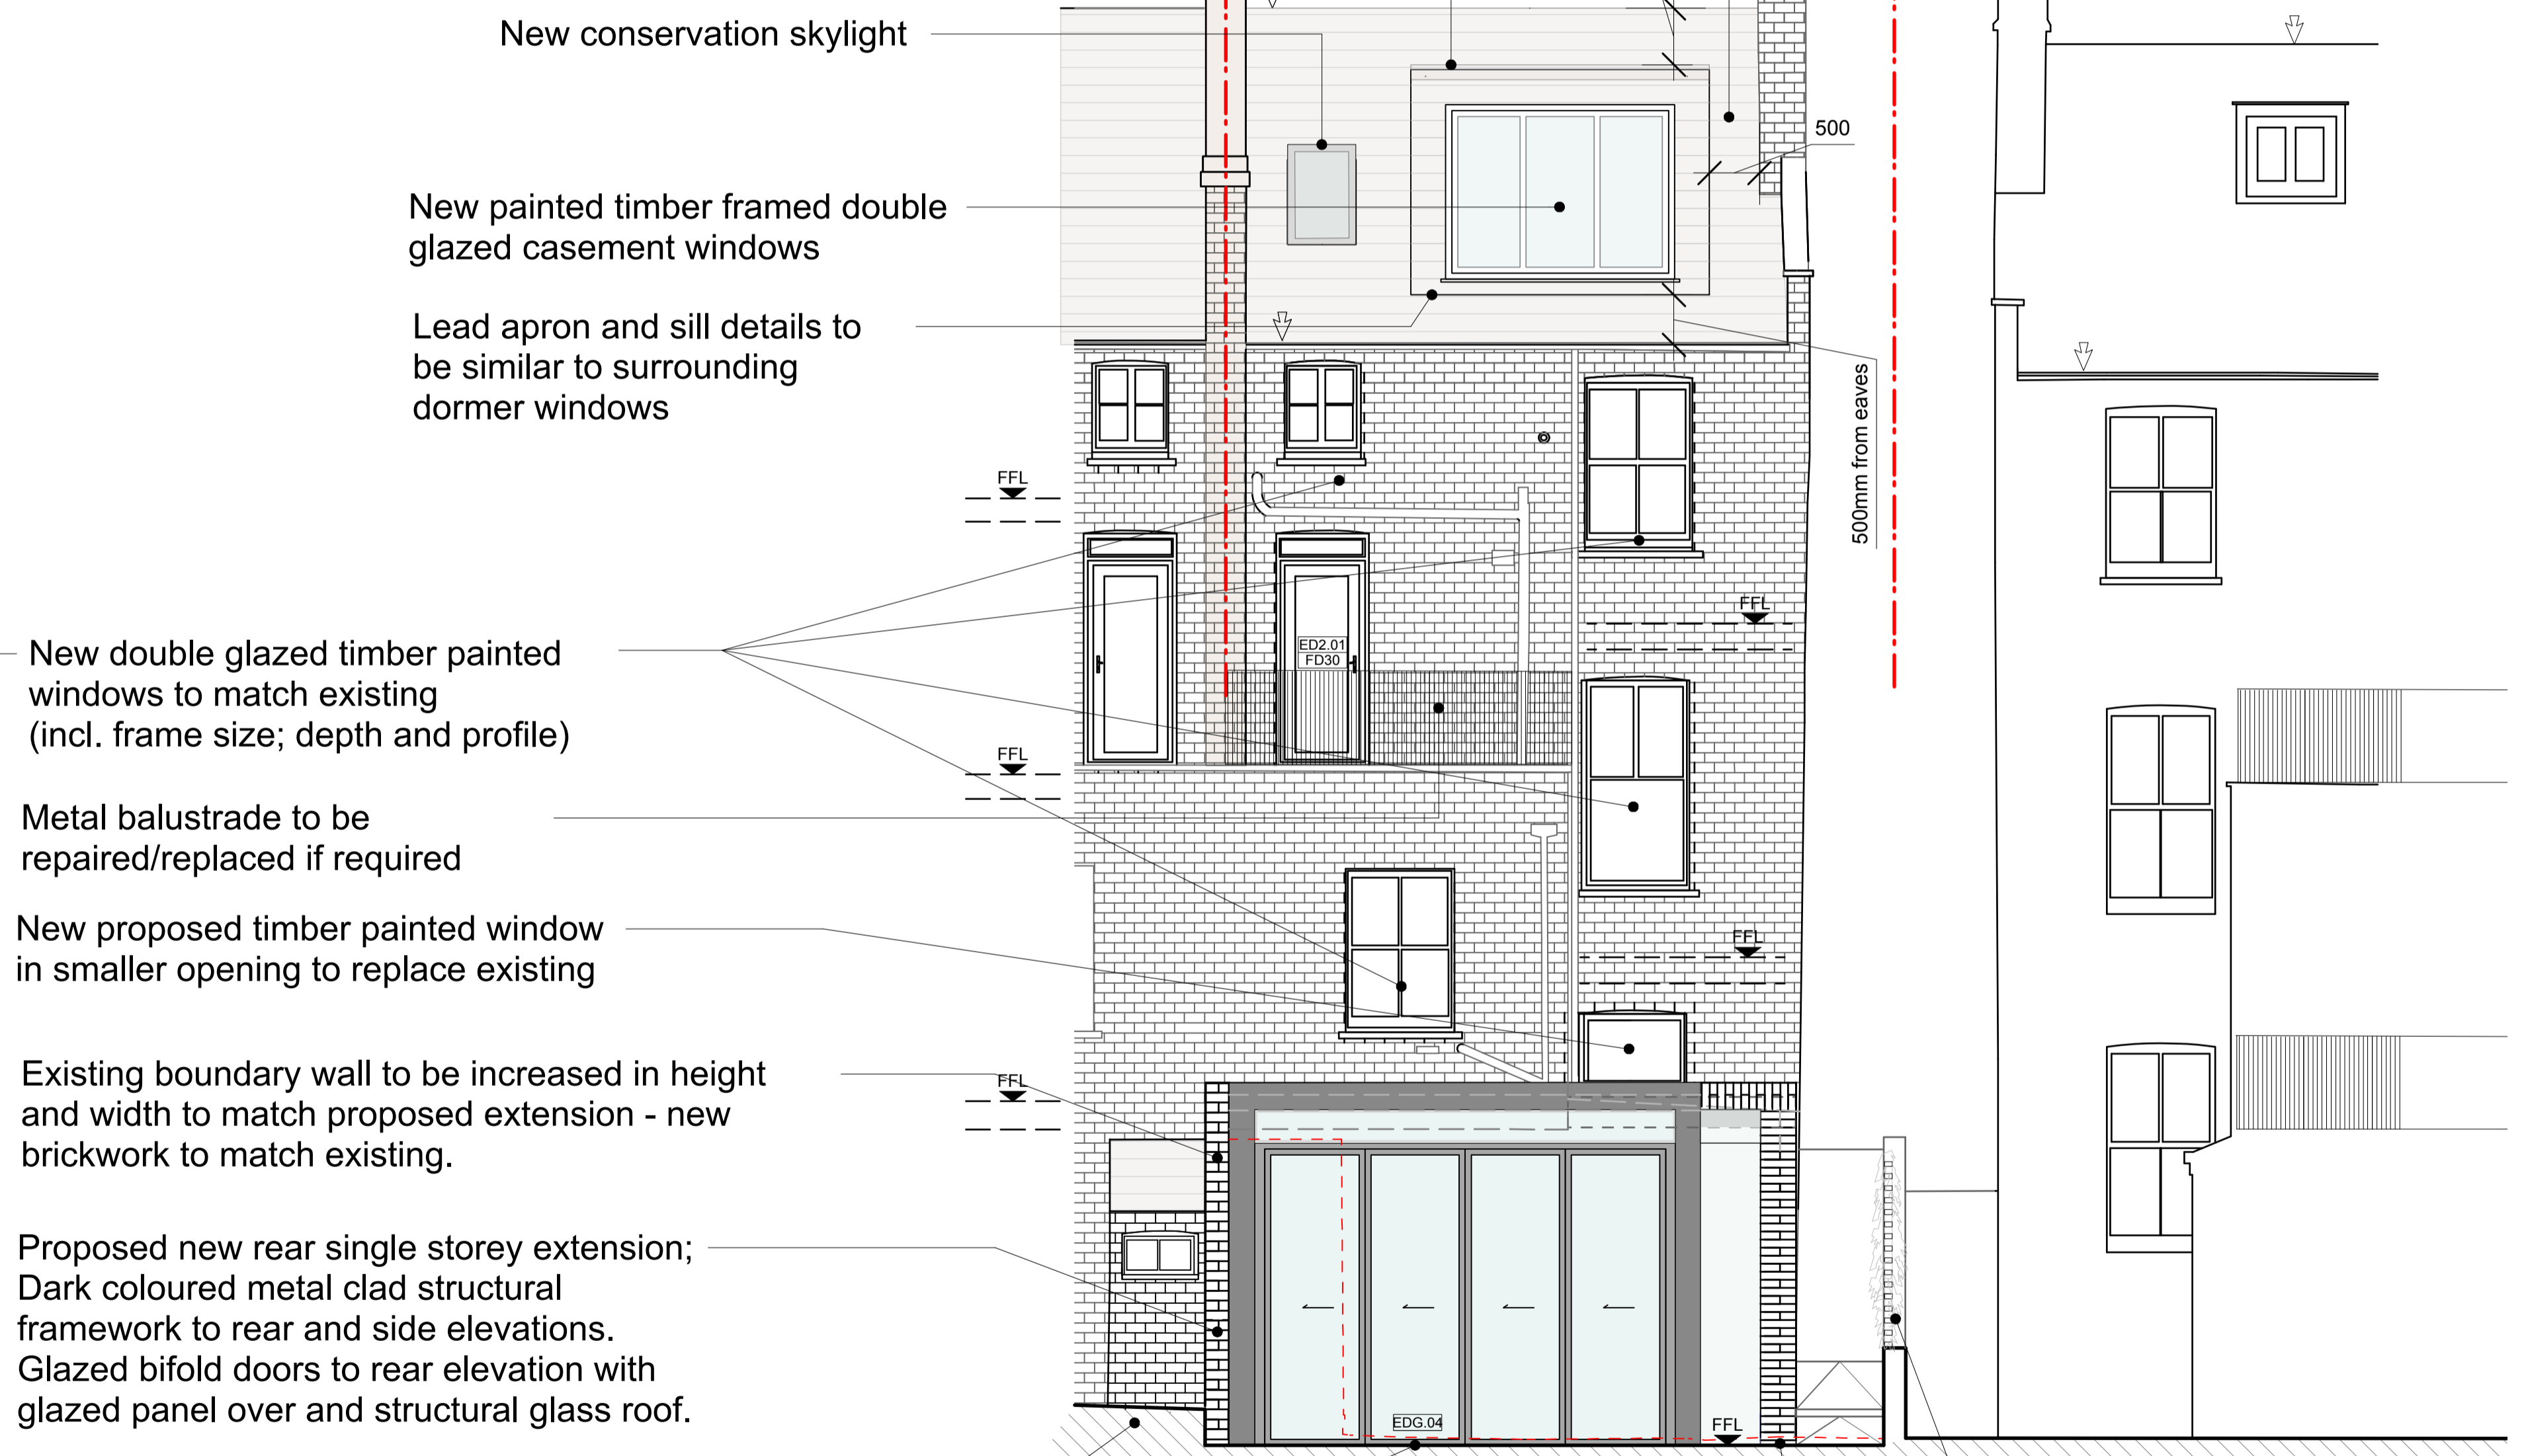 New conservation skylight
500
New painted timber framed double
glazed casement windows
Lead apron and sill details to
be similar to surrounding
dormer windows
500mm from eaves
FFL
FFL
ED2.01
FD30
New double glazed timber painted
windows to match existing
(incl. frame size; depth and profile)
FFL
Metal balustrade to be
repaired/replaced if required
New proposed timber painted window
in smaller opening to replace existing
FFL
Existing boundary wall to be increased in height
and width to match proposed extension - new
brickwork to match existing.
FFL
Proposed new rear single storey extension;
Dark coloured metal clad structural
framework to rear and side elevations.
Glazed bifold doors to rear elevation with
glazed panel over and structural glass roof.
EDG.04
FFL